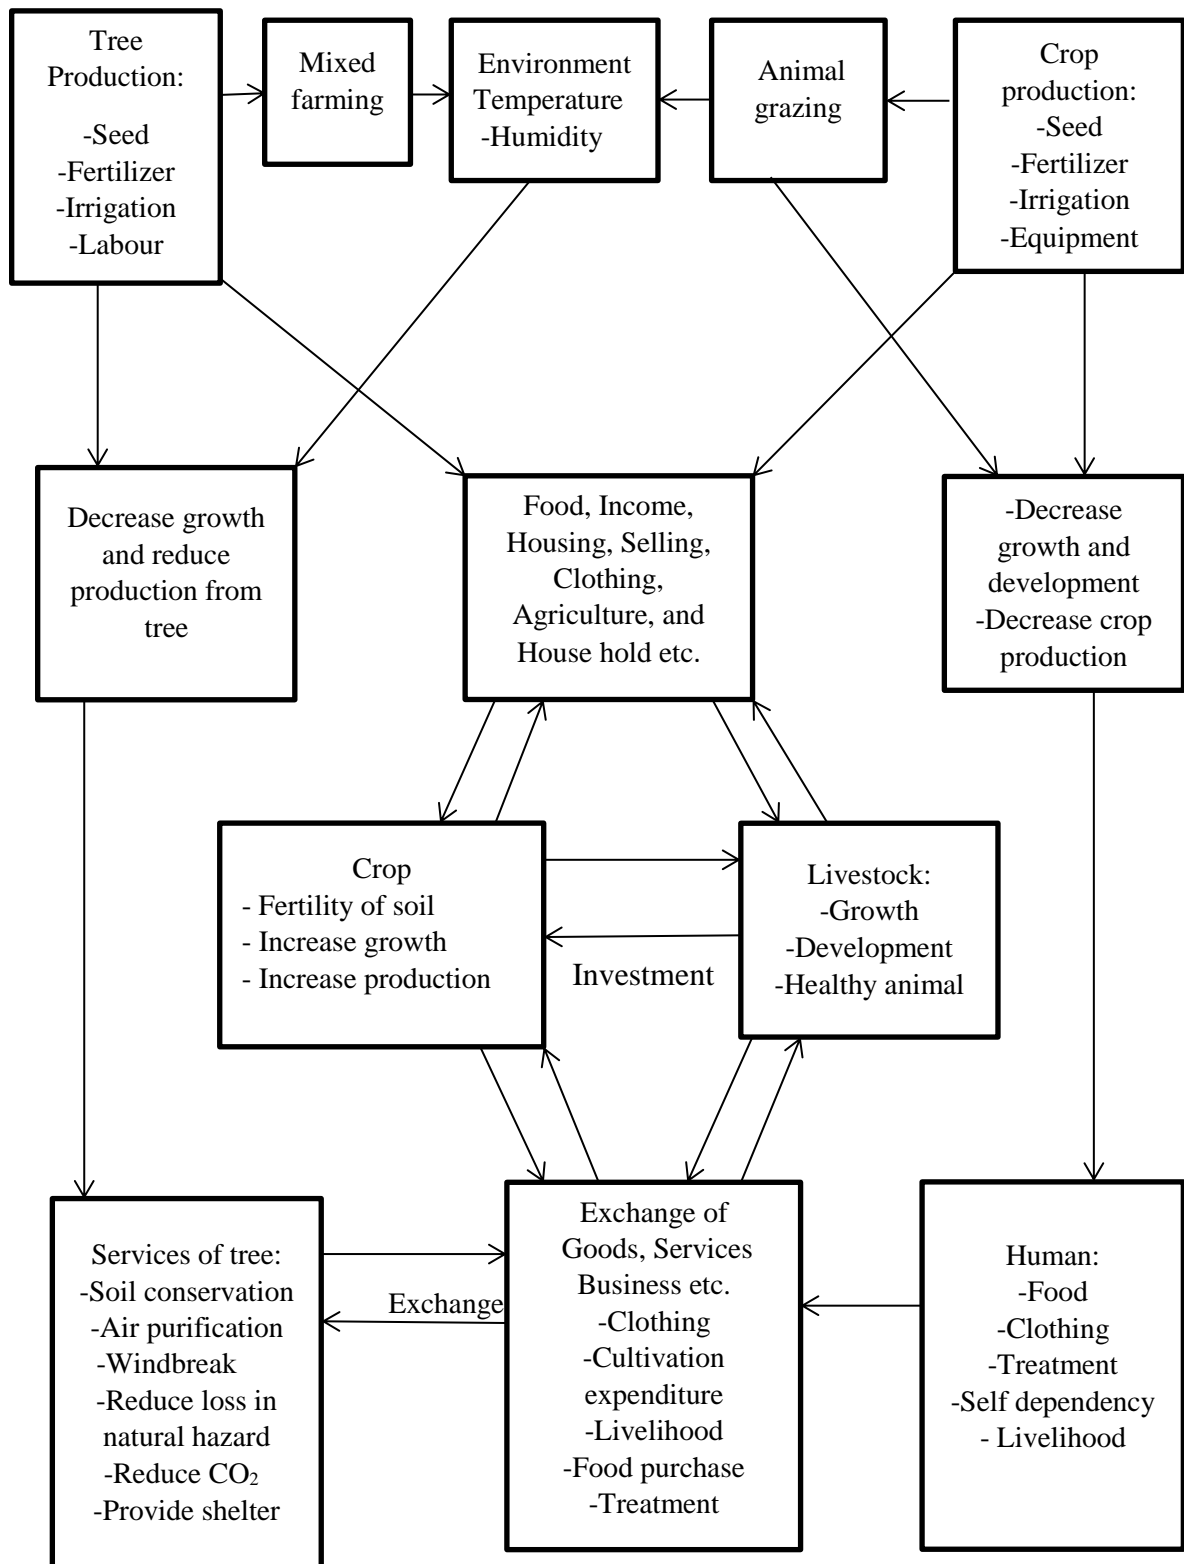 Tree
Production:
-Seed
-Fertilizer
-Irrigation
-Labour
Mixed
farming
Environment
Temperature
-Humidity
Animal
grazing
Crop
production:
-Seed
-Fertilizer
-Irrigation
-Equipment
Decrease growth
and reduce
production from
tree
Food, Income,
Housing, Selling,
Clothing,
Agriculture, and
House hold etc.
-Decrease
growth and
development
-Decrease crop
production
Crop
- Fertility of soil
- Increase growth
- Increase production
Investment
Livestock:
-Growth
-Development
-Healthy animal
Services of tree:
-Soil conservation
-Air purification
-Windbreak
-Reduce loss in
natural hazard
-Reduce CO₂
-Provide shelter
Exchange
Exchange of
Goods, Services
Business etc.
-Clothing
-Cultivation
expenditure
-Livelihood
-Food purchase
-Treatment
Human:
-Food
-Clothing
-Treatment
-Self dependency
- Livelihood